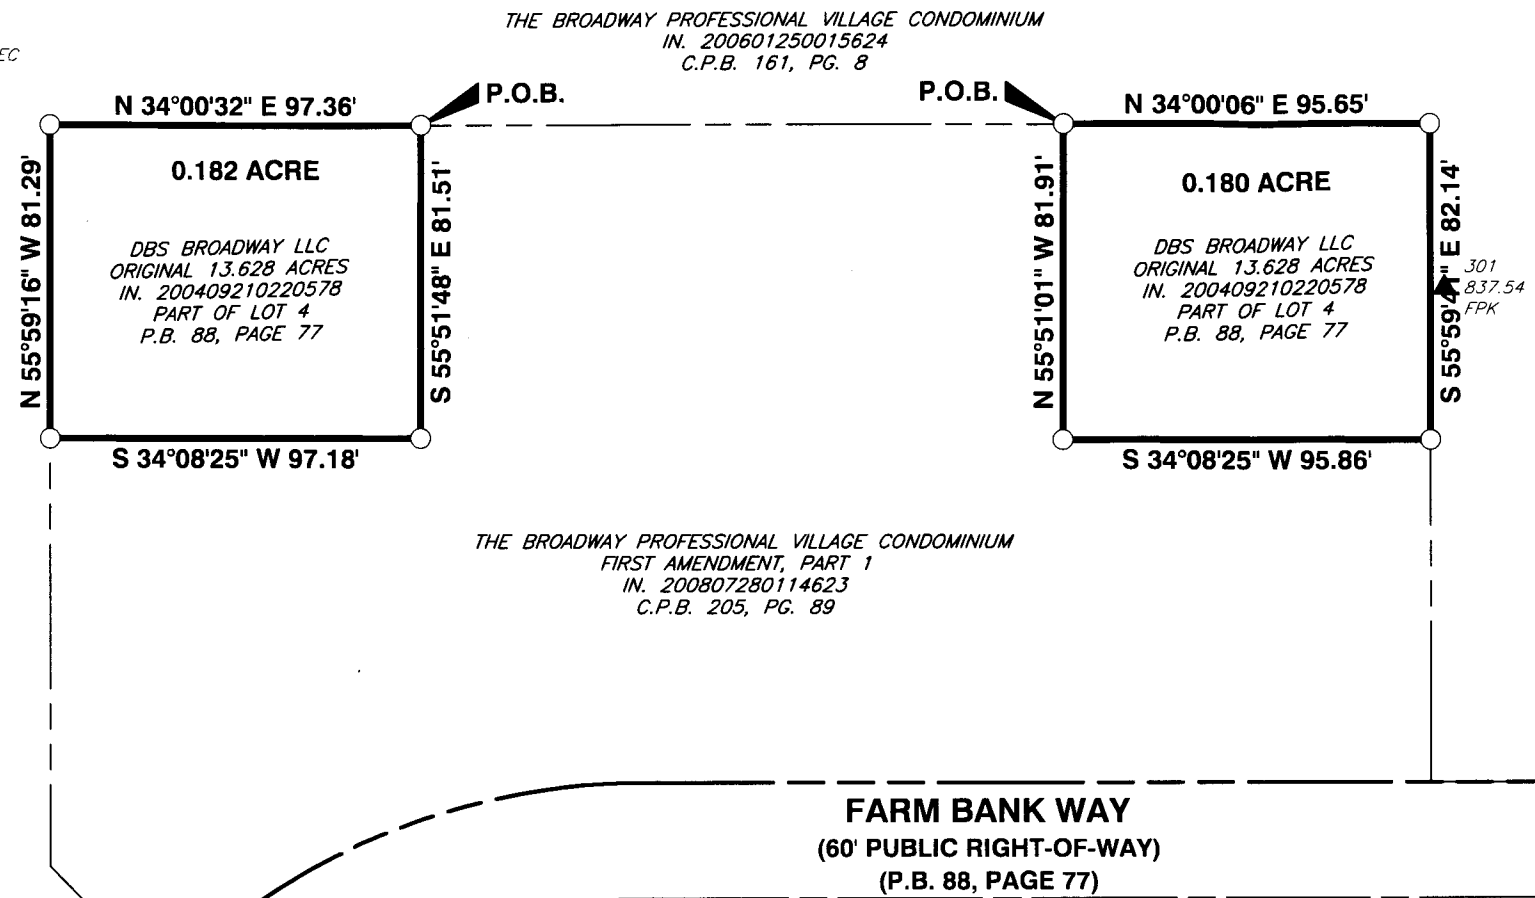 THE BROADWAY PROFESSIONAL VILLAGE CONDOMINIUM
IN. 200601250015624
C.P.B. 161, PG. 8
EC
P.O.B.
P.O.B.
N 34°00'32" E 97.36'
N 34°00'06" E 95.65'
N 55°59'16" W 81.29'
0.182 ACRE
DBS BROADWAY LLC
ORIGINAL 13.628 ACRES
IN. 200409210220578
PART OF LOT 4
P.B. 88, PAGE 77
S 55°51'48" E 81.51'
S 34°08'25" W 97.18'
N 55°51'01" W 81.91'
0.180 ACRE
DBS BROADWAY LLC
ORIGINAL 13.628 ACRES
IN. 200409210220578
PART OF LOT 4
P.B. 88, PAGE 77
S 55°59'41" E 82.14'
301
837.54
FPK
S 34°08'25" W 95.86'
THE BROADWAY PROFESSIONAL VILLAGE CONDOMINIUM
FIRST AMENDMENT, PART 1
IN. 200807280114623
C.P.B. 205, PG. 89
FARM BANK WAY
(60' PUBLIC RIGHT-OF-WAY)
(P.B. 88, PAGE 77)